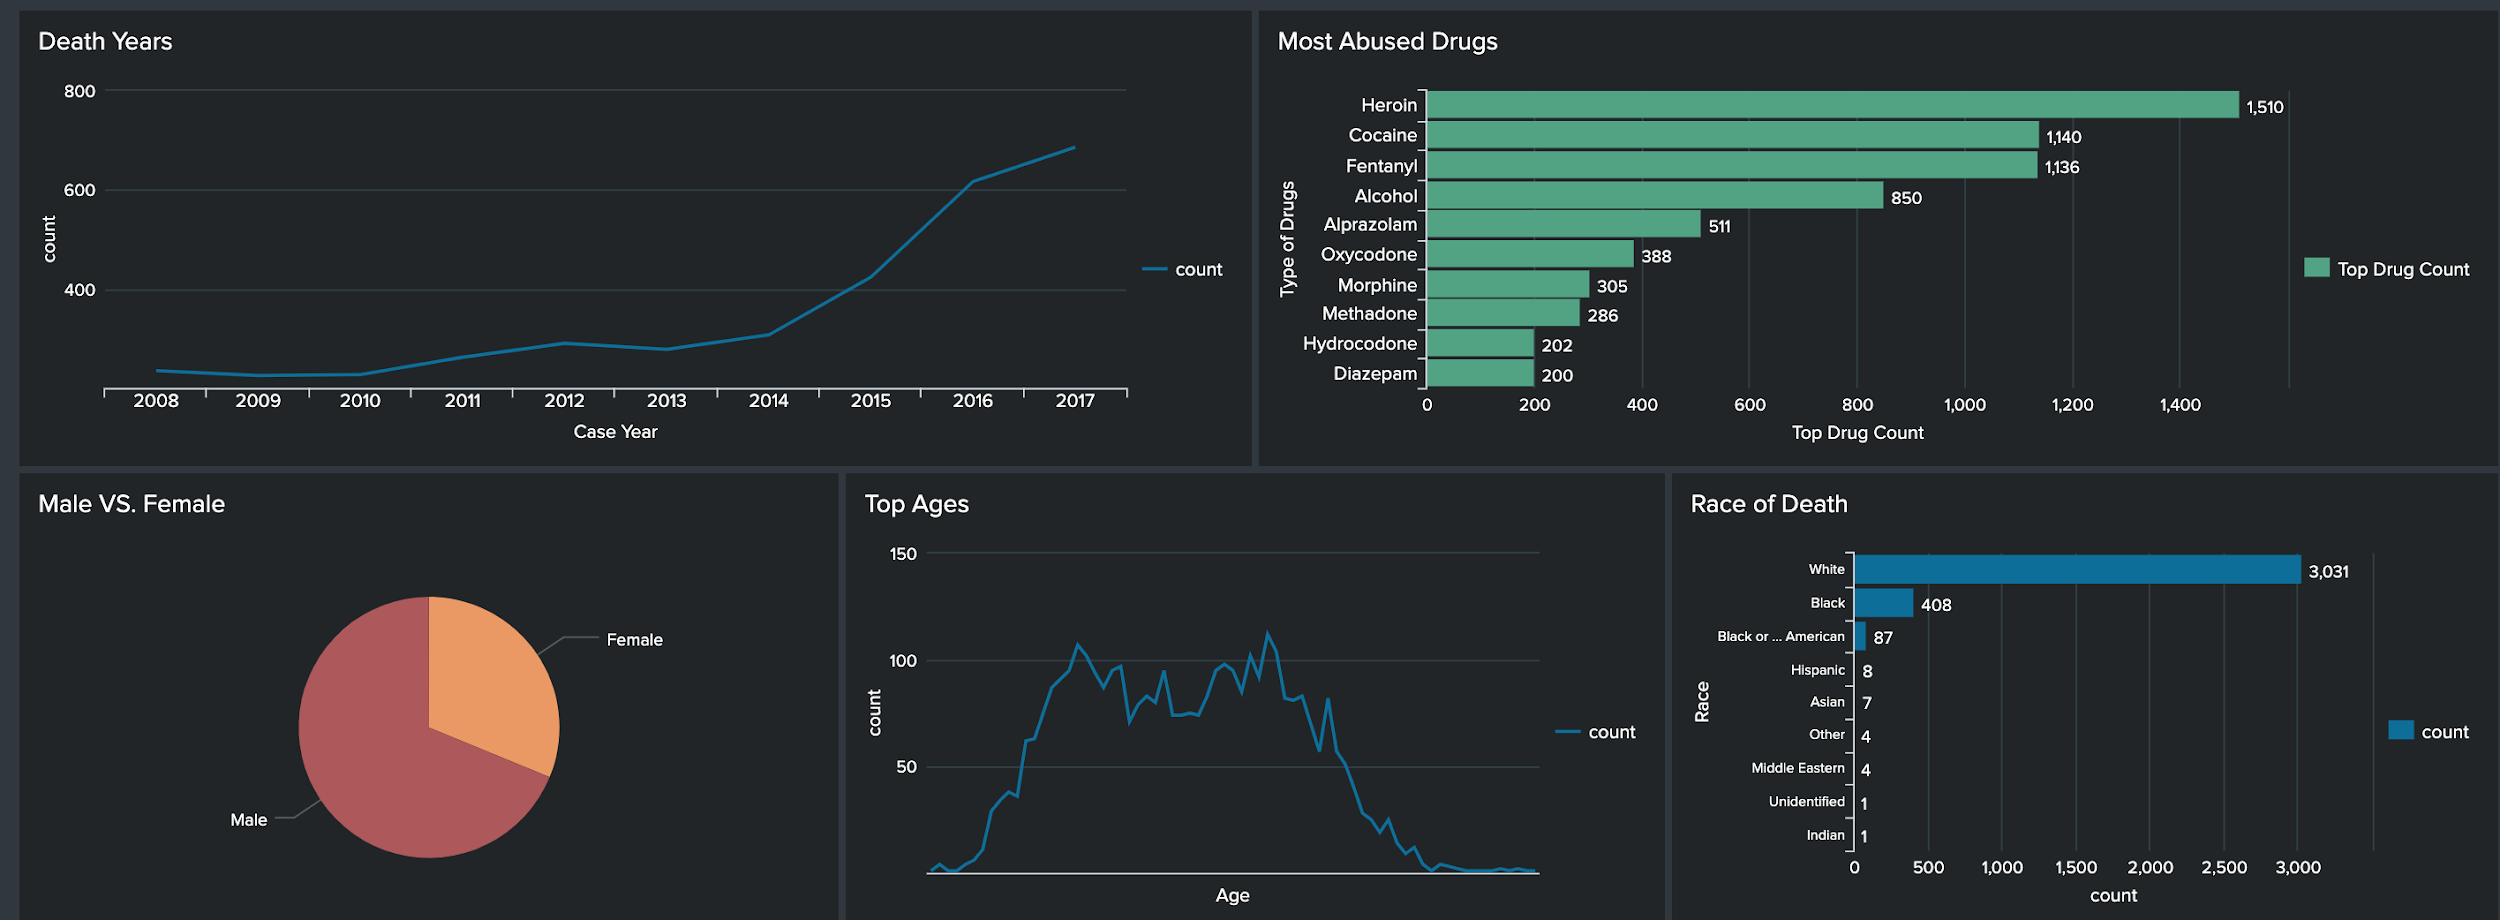 Death Years
800
600
400
count
2008 2009 2010 2011 2012 2013 2014 2015 2016 2017
Case Year
count
Most Abused Drugs
Type of Drugs
Heroin 1,510
Cocaine 1,140
Fentanyl 1,136
Alcohol 850
Alprazolam 511
Oxycodone 388
Morphine 305
Methadone 286
Hydrocodone 202
Diazepam 200
0 200 400 600 800 1,000 1,200 1,400
Top Drug Count
Top Drug Count
Male VS. Female
Female
Male
Top Ages
150
100
50
count
Age
count
Race of Death
Race
White 3,031
Black 408
Black or ... American 87
Hispanic 8
Asian 7
Other 4
Middle Eastern 4
Unidentified 1
Indian 1
0 500 1,000 1,500 2,000 2,500 3,000
count
count